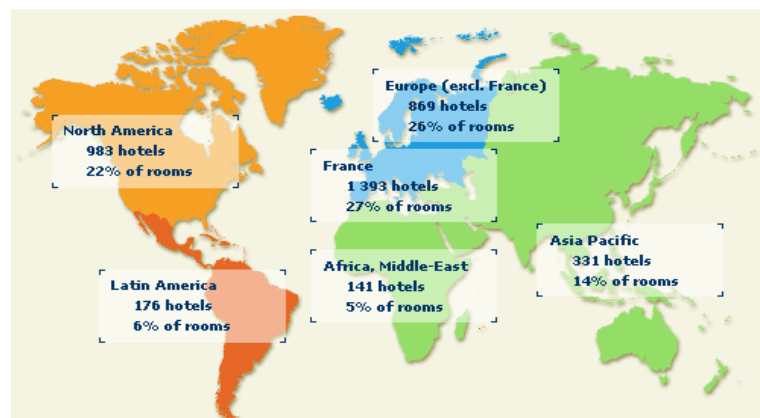 Europe (excl. France)
869 hotels
26% of rooms
North America
983 hotels
22% of rooms
France
1 393 hotels
27% of rooms
Asia Pacific
331 hotels
14% of rooms
Africa, Middle-East
141 hotels
5% of rooms
Latin America
176 hotels
6% of rooms